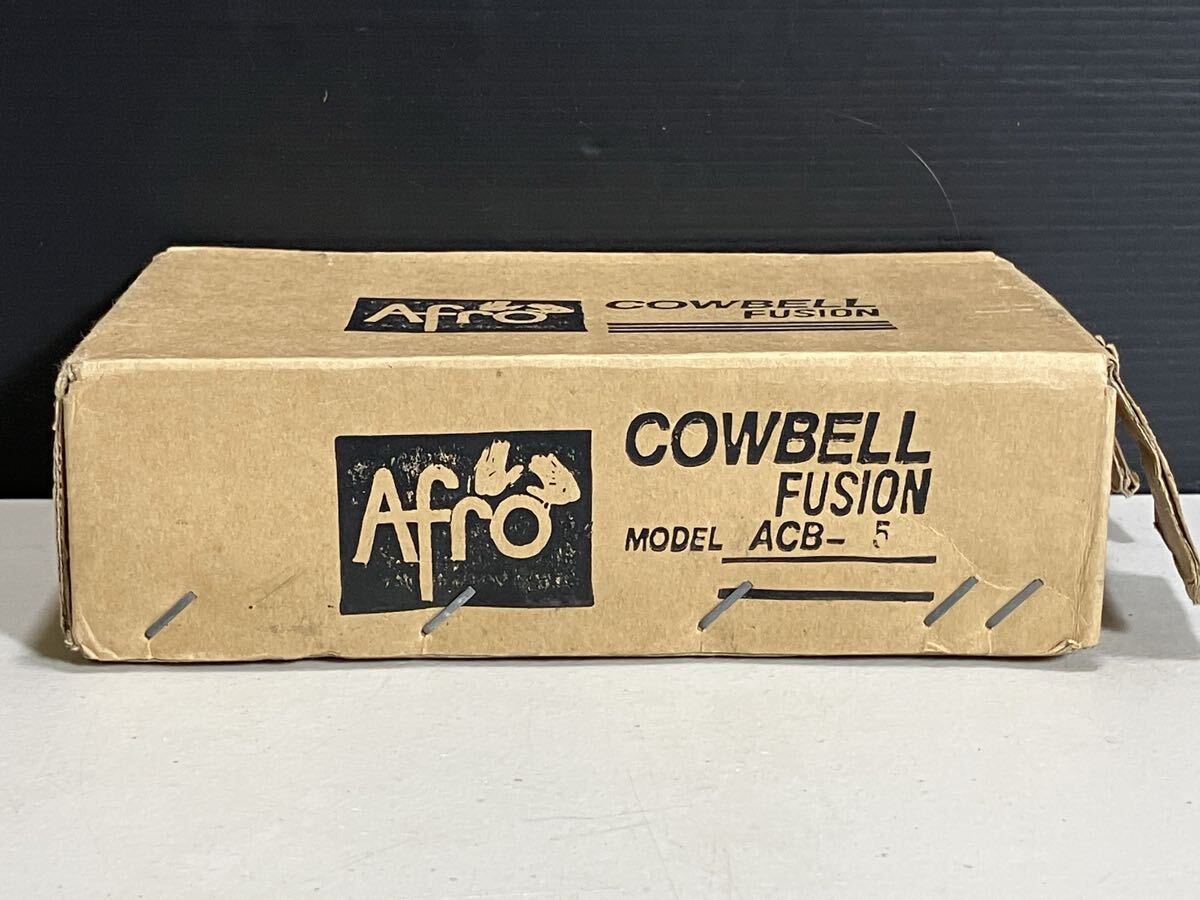 Afro
COWBELL
FUSION
Afro
COWBELL
FUSION
MODEL ACB- 5